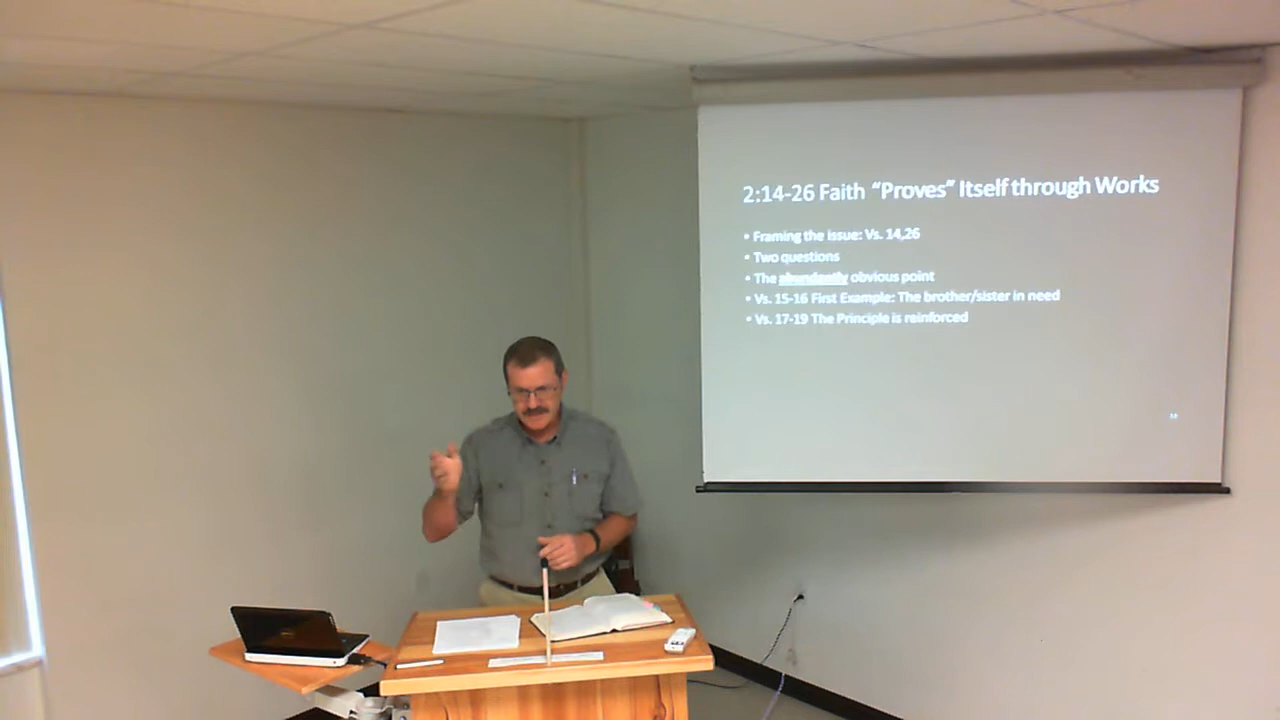 2:14-26 Faith “Proves” Itself through Works
• Framing the issue: Vs. 14,26
• Two questions
• The abundantly obvious point
• Vs. 15-16 First Example: The brother/sister in need
• Vs. 17-19 The Principle is reinforced